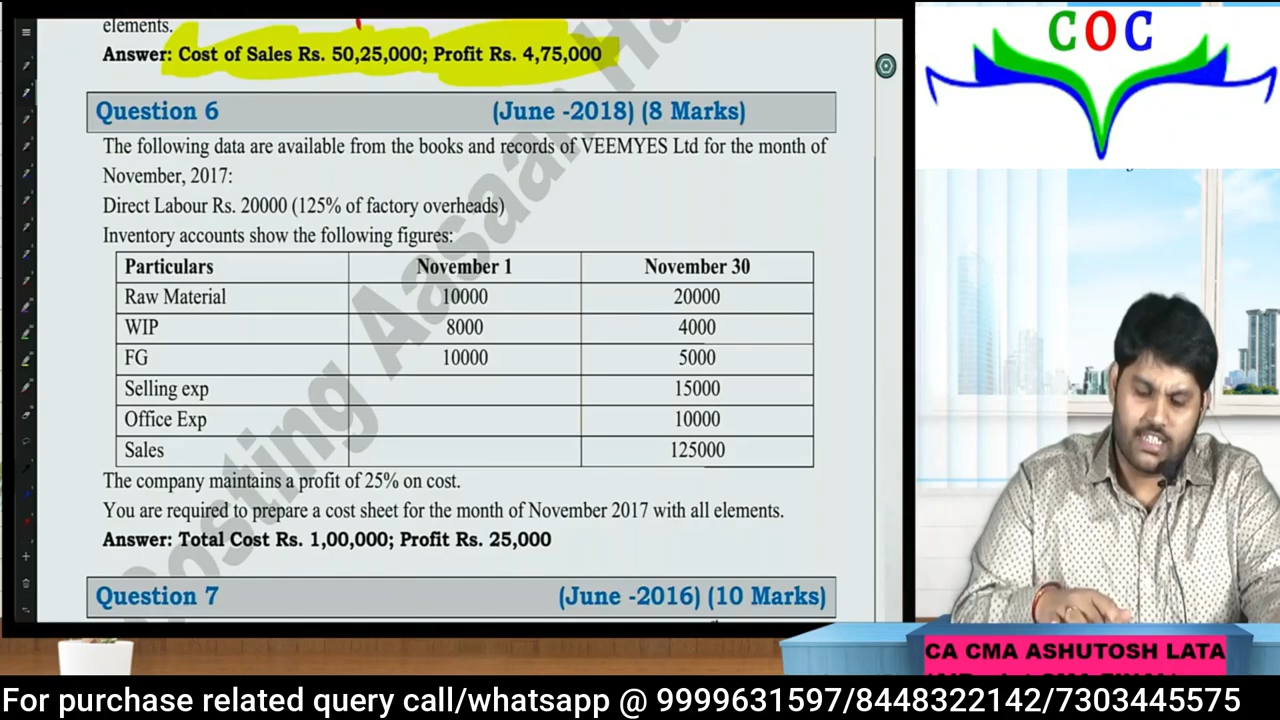 elements.
Answer: Cost of Sales Rs. 50,25,000; Profit Rs. 4,75,000
Question 6 (June -2018) (8 Marks)
The following data are available from the books and records of VEEMYES Ltd for the month of
November, 2017:
Direct Labour Rs. 20000 (125% of factory overheads)
Inventory accounts show the following figures:
Particulars November 1 November 30
Raw Material 10000 20000
WIP 8000 4000
FG 10000 5000
Selling exp 15000
Office Exp 10000
Sales 125000
The company maintains a profit of 25% on cost.
You are required to prepare a cost sheet for the month of November 2017 with all elements.
Answer: Total Cost Rs. 1,00,000; Profit Rs. 25,000
Question 7 (June -2016) (10 Marks)
COC
CA CMA ASHUTOSH LATA
For purchase related query call/whatsapp @ 9999631597/8448322142/7303445575